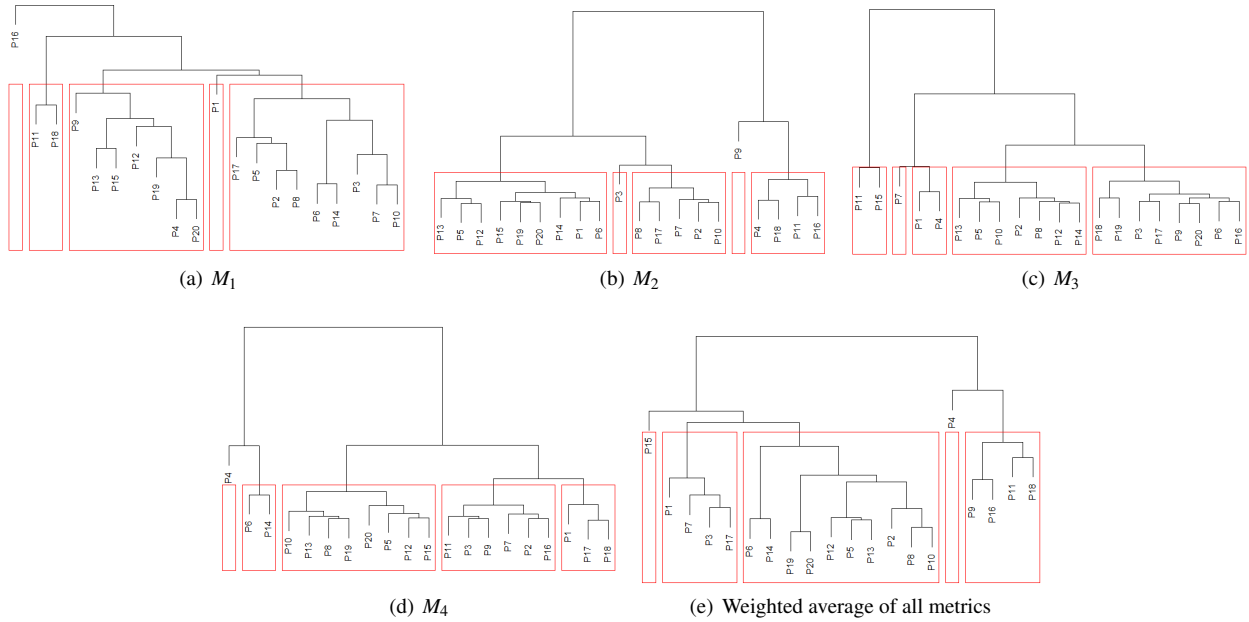 P16
P11
P18
P9
P13
P15
P12
P19
P4
P20
P1
P17
P5
P2
P8
P6
P14
P3
P7
P10
(a) M1
P13
P5
P12
P15
P19
P20
P14
P1
P6
P3
P8
P17
P7
P2
P10
P9
P4
P18
P11
P16
(b) M2
P11
P15
P7
P1
P4
P13
P5
P10
P2
P8
P12
P14
P18
P19
P3
P17
P9
P20
P6
P16
(c) M3
P4
P6
P14
P10
P13
P8
P19
P20
P5
P12
P15
P11
P3
P9
P7
P2
P16
P1
P17
P18
(d) M4
P15
P1
P7
P3
P17
P6
P14
P19
P20
P12
P5
P13
P2
P8
P10
P4
P9
P16
P11
P18
(e) Weighted average of all metrics